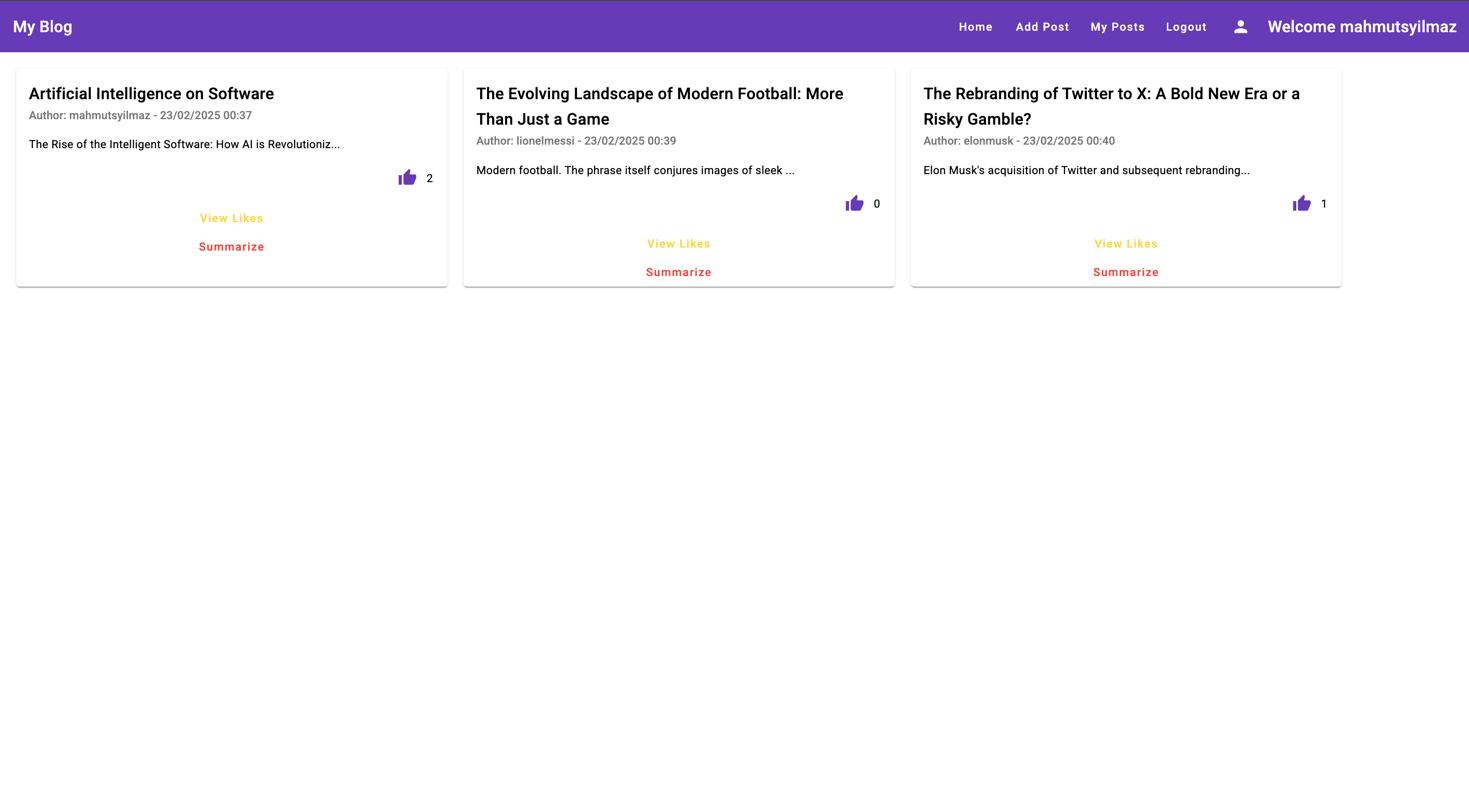 My Blog
Home Add Post My Posts Logout Welcome mahmutsyilmaz
Artificial Intelligence on Software
Author: mahmutsyilmaz - 23/02/2025 00:37
The Rise of the Intelligent Software: How AI is Revolutioniz...
2
View Likes
Summarize
The Evolving Landscape of Modern Football: More
Than Just a Game
Author: lionelmessi - 23/02/2025 00:39
Modern football. The phrase itself conjures images of sleek ...
0
View Likes
Summarize
The Rebranding of Twitter to X: A Bold New Era or a
Risky Gamble?
Author: elonmusk - 23/02/2025 00:40
Elon Musk's acquisition of Twitter and subsequent rebranding...
1
View Likes
Summarize